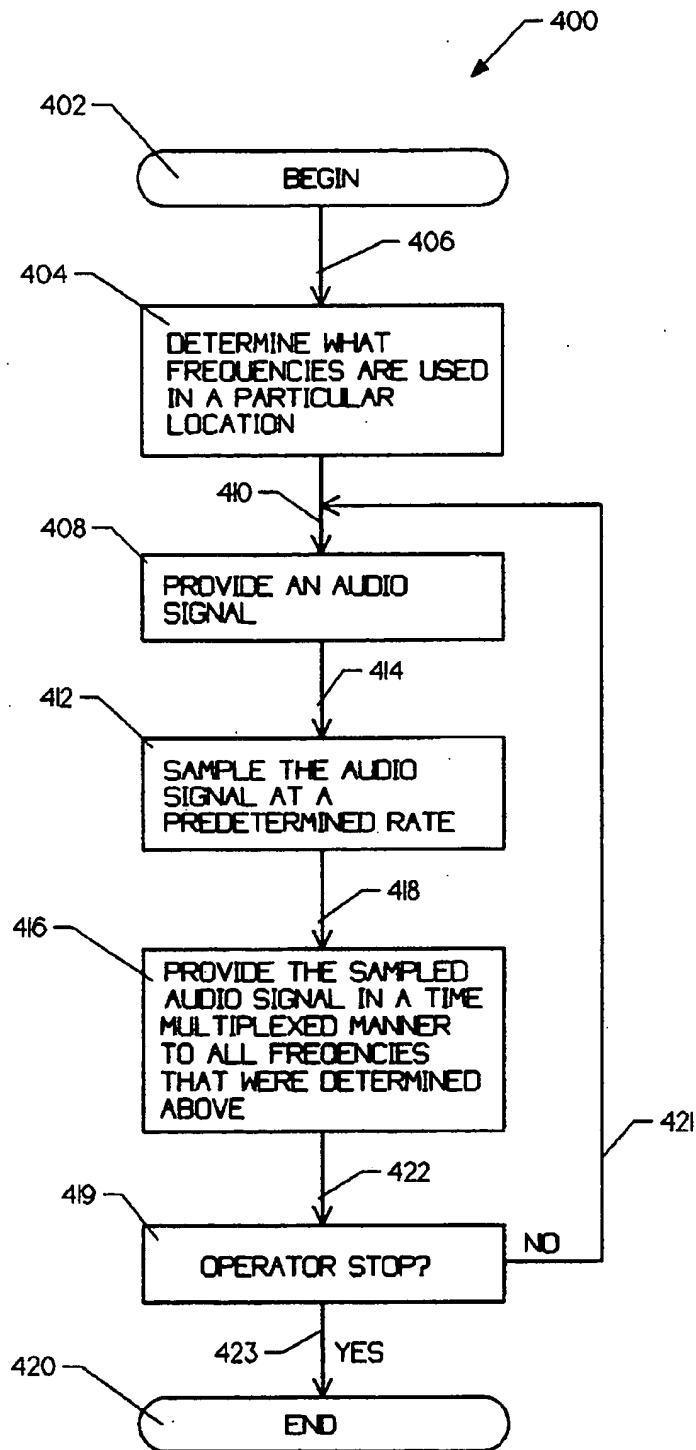 400
402
BEGIN
406
404
DETERMINE WHAT
FREQUENCIES ARE USED
IN A PARTICULAR
LOCATION
410
408
PROVIDE AN AUDIO
SIGNAL
414
412
SAMPLE THE AUDIO
SIGNAL AT A
PREDETERMINED RATE
418
416
PROVIDE THE SAMPLED
AUDIO SIGNAL IN A TIME
MULTIPLEXED MANNER
TO ALL FREQENCIES
THAT WERE DETERMINED
ABOVE
421
422
419
OPERATOR STOP?
NO
423
YES
420
END